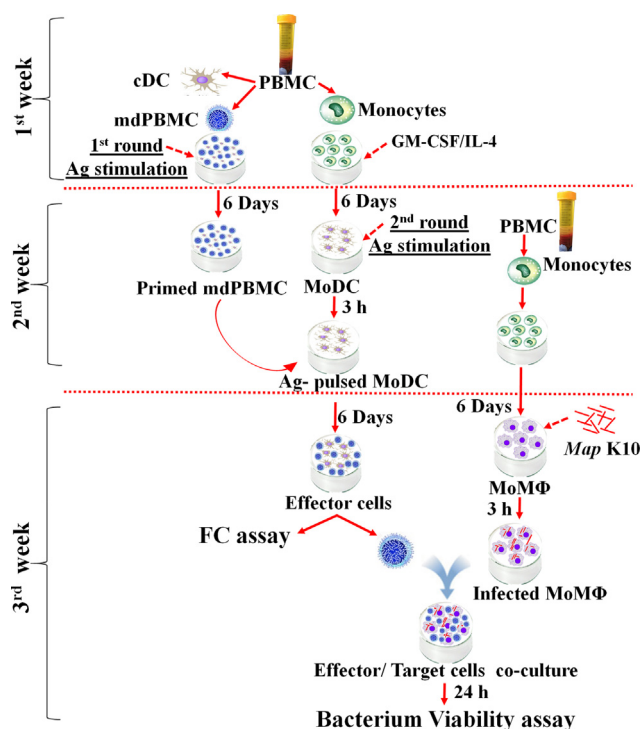 1st week
cDC
PBMC
mdPBMC
Monocytes
1st round
Ag stimulation
GM-CSF/IL-4
2nd week
6 Days
6 Days
2nd round
Ag stimulation
PBMC
Monocytes
Primed mdPBMC
MoDC
3 h
Ag- pulsed MoDC
3rd week
6 Days
6 Days
Map K10
Effector cells
MoMΦ
3 h
FC assay
Infected MoMΦ
Effector/ Target cells co-culture
24 h
Bacterium Viability assay